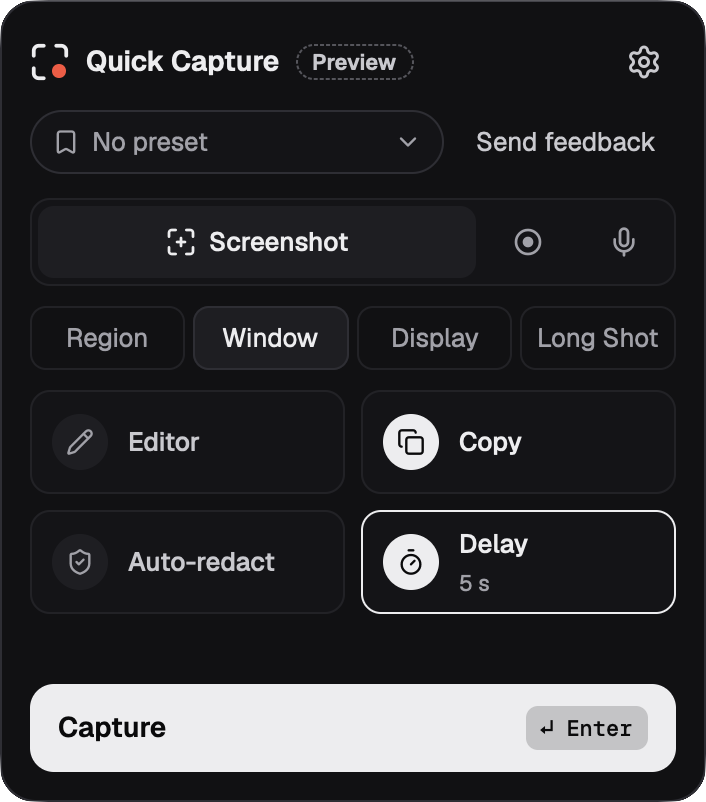 Quick Capture Preview
No preset Send feedback
Screenshot
Region Window Display Long Shot
Editor Copy
Auto-redact Delay
5 s
Capture ↵ Enter